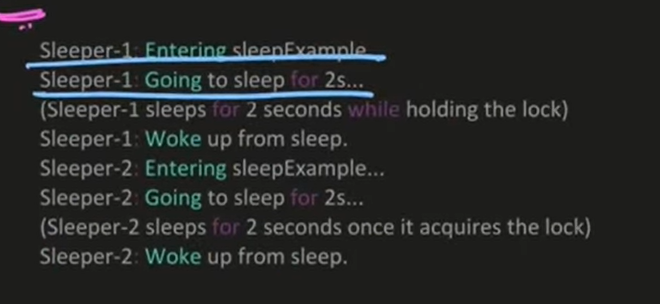 Sleeper-1: Entering sleepExample
Sleeper-1: Going to sleep for 2s...
(Sleeper-1 sleeps for 2 seconds while holding the lock)
Sleeper-1: Woke up from sleep.
Sleeper-2: Entering sleepExample...
Sleeper-2: Going to sleep for 2s...
(Sleeper-2 sleeps for 2 seconds once it acquires the lock)
Sleeper-2: Woke up from sleep.